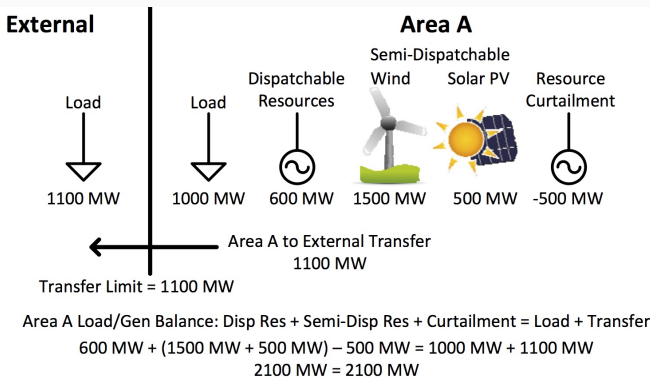 External
Area A
Semi-Dispatchable
Dispatchable Resources
Wind
Solar PV
Resource Curtailment
Load
Load
1100 MW
1000 MW
600 MW
1500 MW
500 MW
-500 MW
Area A to External Transfer
1100 MW
Transfer Limit = 1100 MW
Area A Load/Gen Balance: Disp Res + Semi-Disp Res + Curtailment = Load + Transfer
600 MW + (1500 MW + 500 MW) – 500 MW = 1000 MW + 1100 MW
2100 MW = 2100 MW